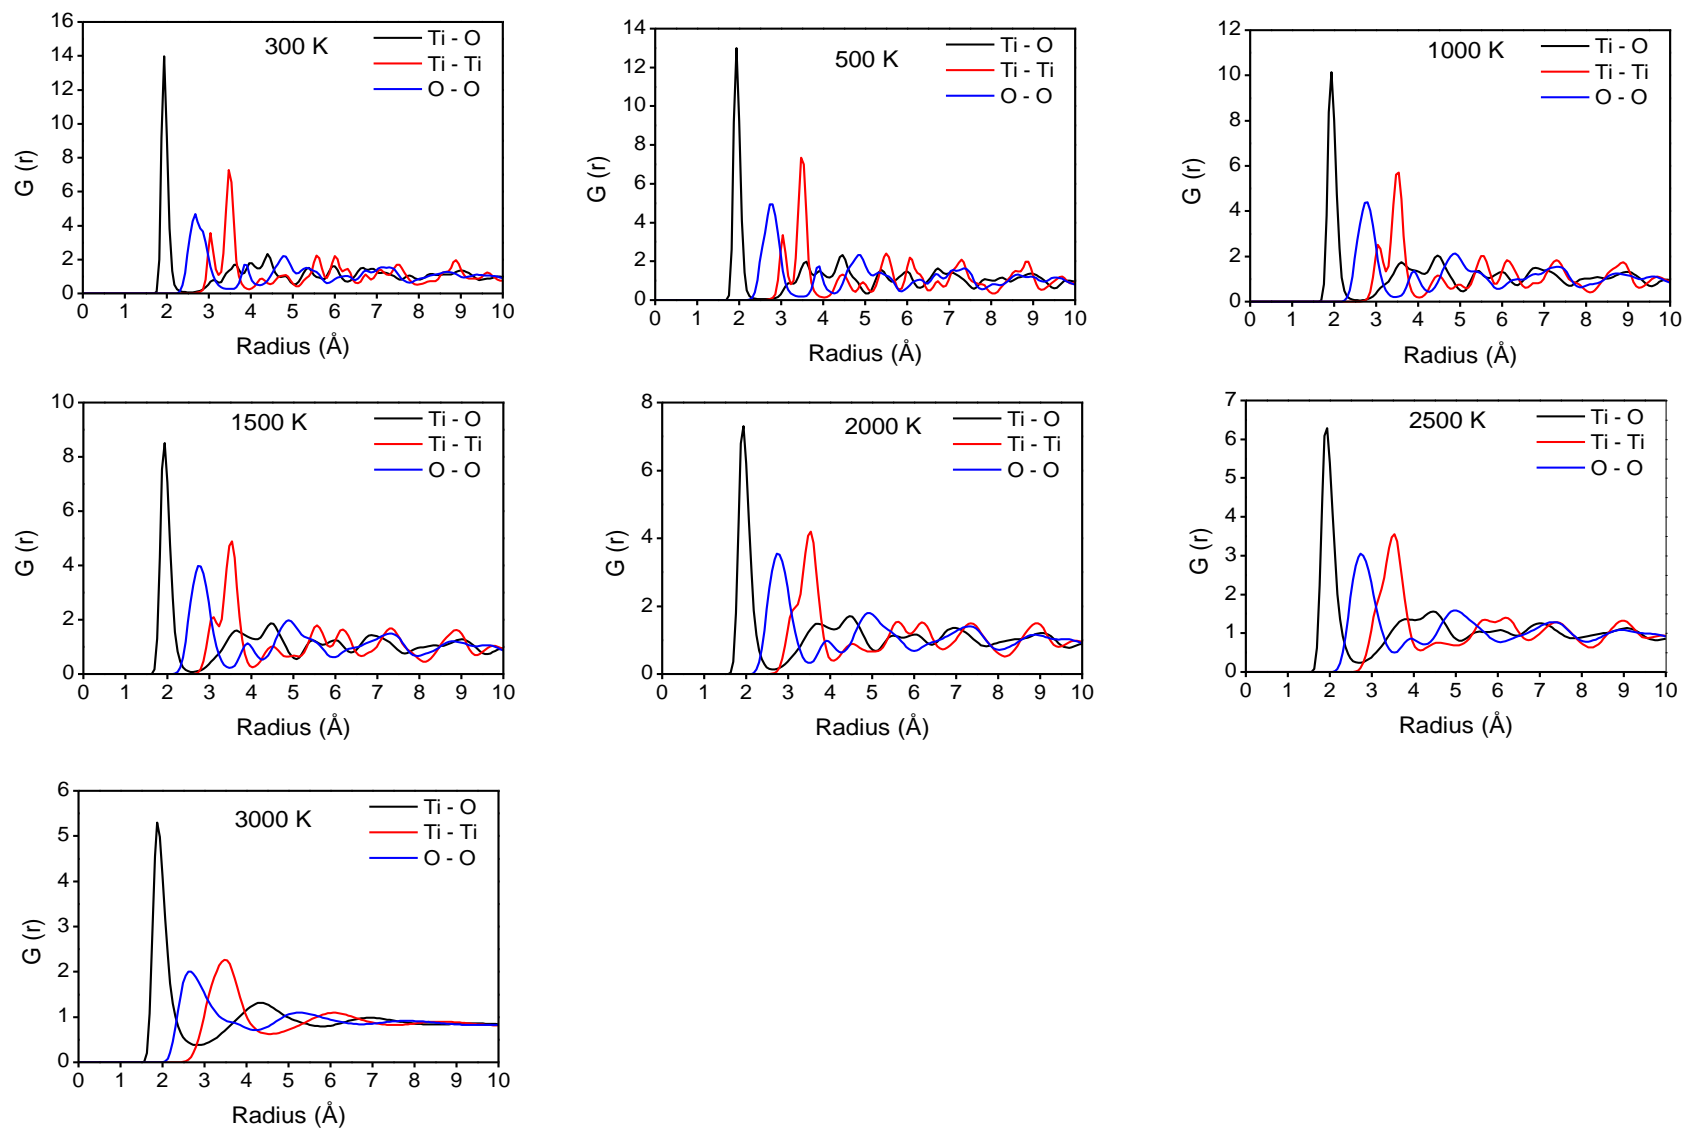 300 K
Ti - O
Ti - Ti
O - O
G (r)
16
14
12
10
8
6
4
2
0
0 1 2 3 4 5 6 7 8 9 10
Radius (Å)
500 K
Ti - O
Ti - Ti
O - O
G (r)
14
12
10
8
6
4
2
0
0 1 2 3 4 5 6 7 8 9 10
Radius (Å)
1000 K
Ti - O
Ti - Ti
O - O
G (r)
12
10
8
6
4
2
0
0 1 2 3 4 5 6 7 8 9 10
Radius (Å)
1500 K
Ti - O
Ti - Ti
O - O
G (r)
10
8
6
4
2
0
0 1 2 3 4 5 6 7 8 9 10
Radius (Å)
2000 K
Ti - O
Ti - Ti
O - O
G (r)
8
6
4
2
0
0 1 2 3 4 5 6 7 8 9 10
Radius (Å)
2500 K
Ti - O
Ti - Ti
O - O
G (r)
7
6
5
4
3
2
1
0
0 1 2 3 4 5 6 7 8 9 10
Radius (Å)
3000 K
Ti - O
Ti - Ti
O - O
G (r)
6
5
4
3
2
1
0
0 1 2 3 4 5 6 7 8 9 10
Radius (Å)